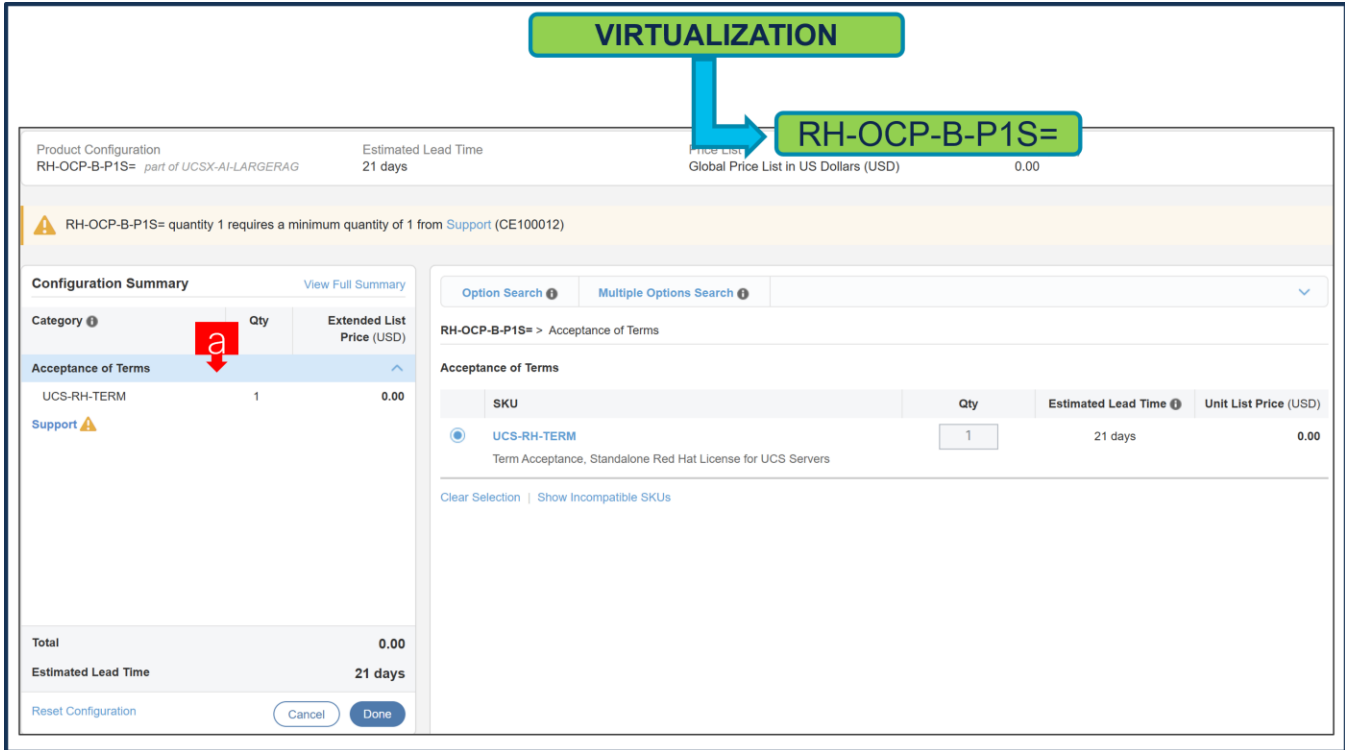 VIRTUALIZATION
RH-OCP-B-P1S=
Product Configuration
Estimated Lead Time
Price List
RH-OCP-B-P1S= part of UCSX-AI-LARGERAG
21 days
Global Price List in US Dollars (USD)
0.00
RH-OCP-B-P1S= quantity 1 requires a minimum quantity of 1 from Support (CE100012)
Configuration Summary
View Full Summary
Category
Qty
Extended List
Price (USD)
a
Acceptance of Terms
UCS-RH-TERM
1
0.00
Support
Total
0.00
Estimated Lead Time
21 days
Reset Configuration
Cancel
Done
Option Search
Multiple Options Search
RH-OCP-B-P1S= > Acceptance of Terms
Acceptance of Terms
SKU
Qty
Estimated Lead Time
Unit List Price (USD)
UCS-RH-TERM
1
21 days
0.00
Term Acceptance, Standalone Red Hat License for UCS Servers
Clear Selection | Show Incompatible SKUs